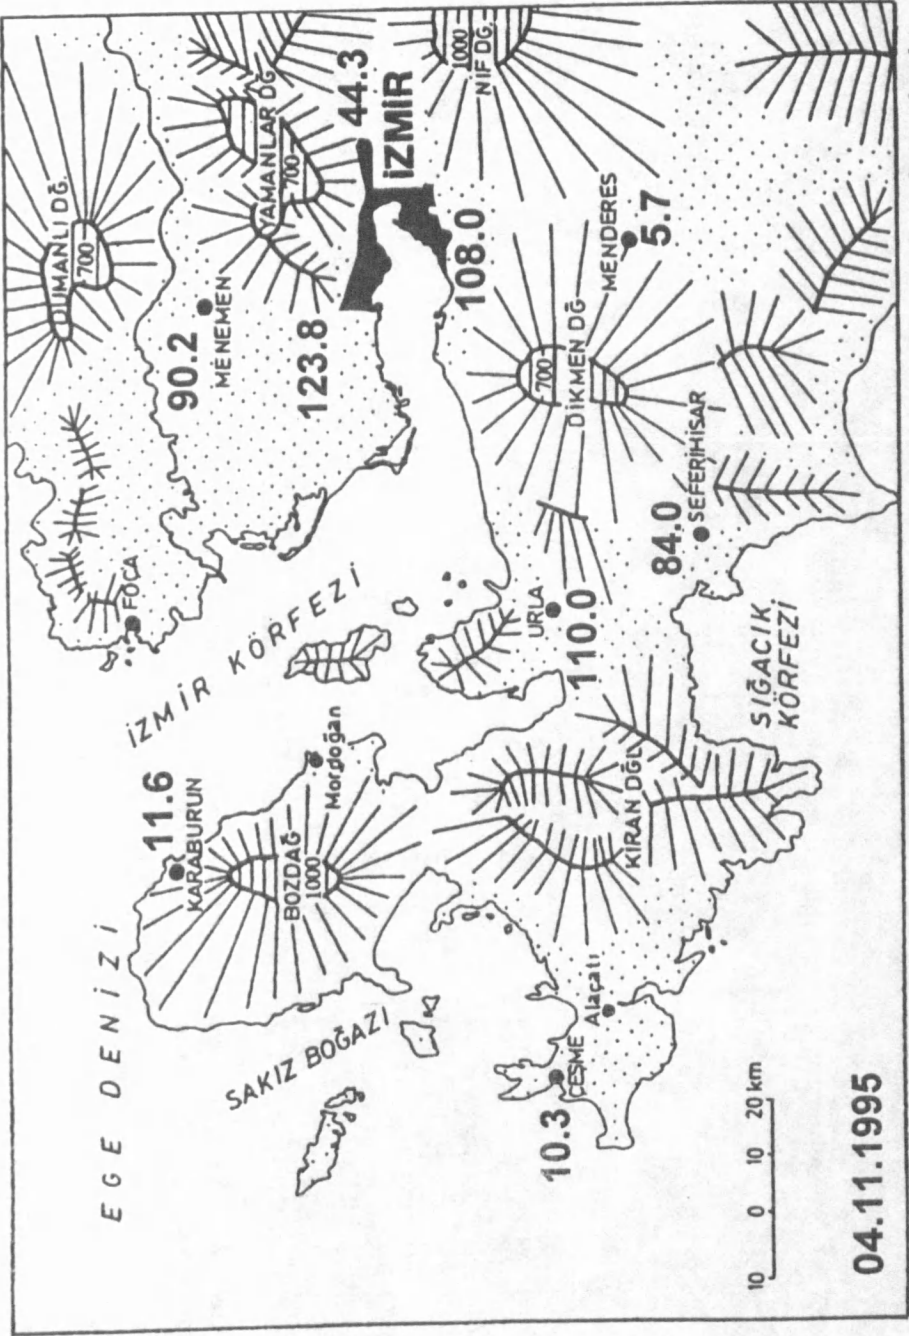 DUMANLI DĞ.
700
EGE DENİZİ
FOÇA
11.6
KARABURUN
İZMİR KÖRFEZİ
90.2
MENEMEN
YAMANLAR DĞ
700
BOZDAĞ
1000
Mordoğan
123.8
44.3
İZMİR
SAKIZ BOĞAZI
108.0
1000
NİF DĞ.
10.3
ÇEŞME
Alaçatı
URLA
110.0
700
DİKMEN DĞ
MENDERES
5.7
KIRAN DĞL
84.0
SEFERİHİSAR
SIĞACIK
KÖRFEZİ
10 0 10 20 km
04.11.1995